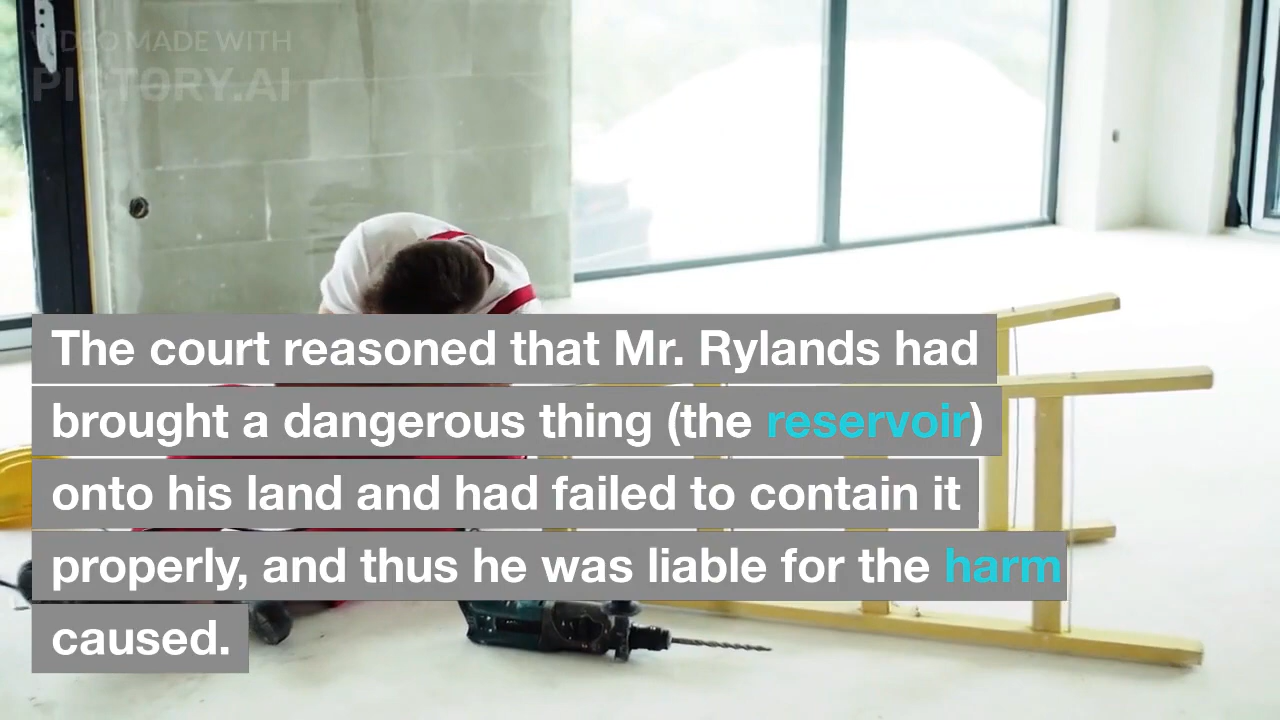 VIDEO MADE WITH
PICTORY.AI
The court reasoned that Mr. Rylands had
brought a dangerous thing (the reservoir)
onto his land and had failed to contain it
properly, and thus he was liable for the harm
caused.